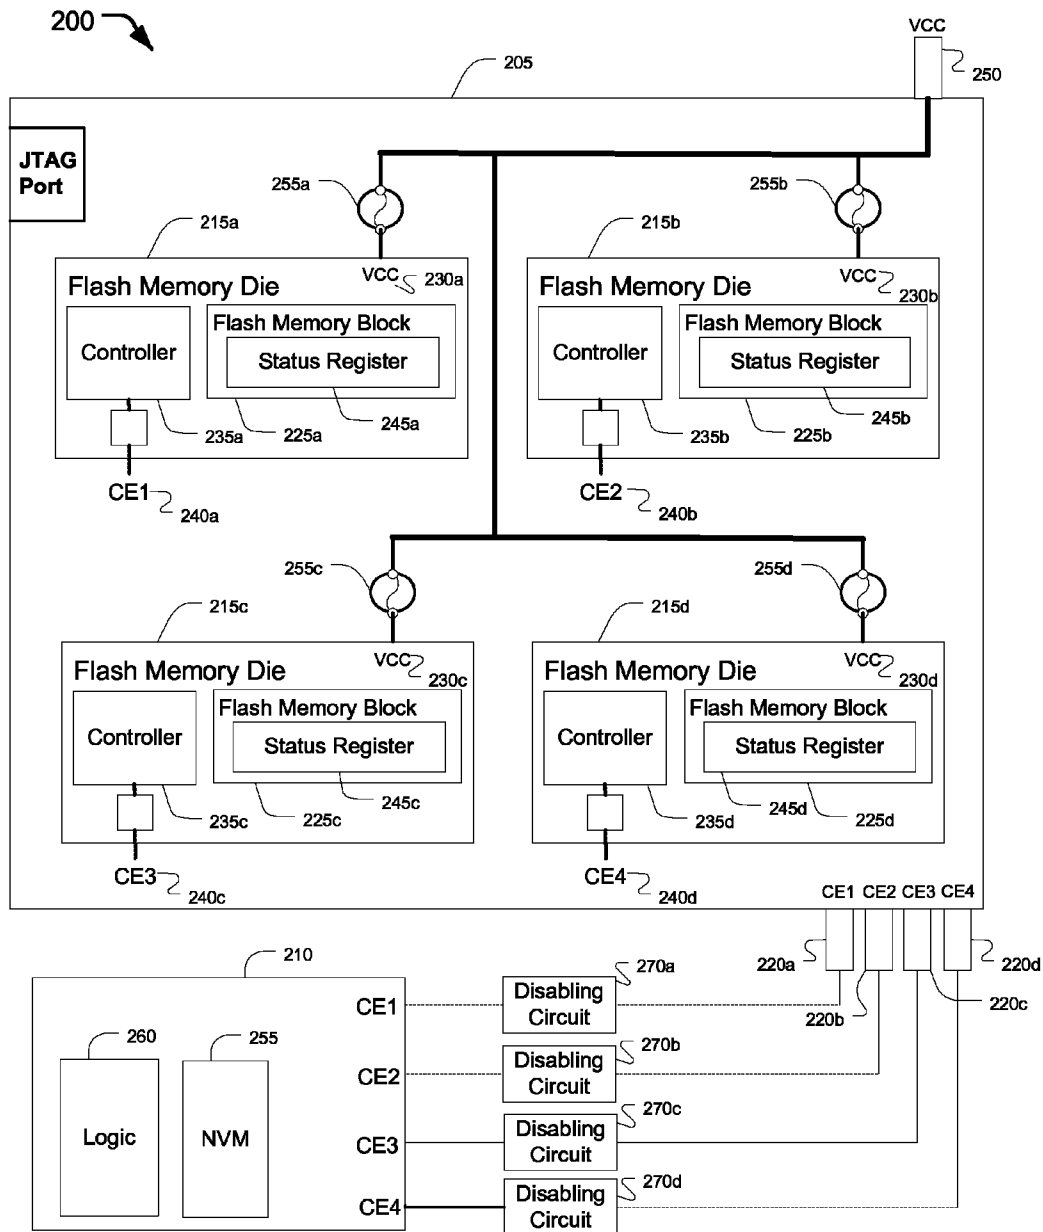 200
VCC
250
205
JTAG
Port
255a
255b
215a
215b
VCC
230a
VCC
230b
Flash Memory Die
Flash Memory Die
Controller
Flash Memory Block
Status Register
Controller
Flash Memory Block
Status Register
235a
225a
245a
235b
225b
245b
CE1
240a
CE2
240b
255c
255d
215c
215d
VCC
230c
VCC
230d
Flash Memory Die
Flash Memory Die
Controller
Flash Memory Block
Status Register
Controller
Flash Memory Block
Status Register
235c
225c
245c
235d
245d
225d
CE3
240c
CE4
240d
CE1 CE2 CE3 CE4
220a
220b
220c
220d
210
CE1
270a
Disabling
Circuit
260
255
270b
CE2
Disabling
Circuit
270c
Logic
NVM
CE3
Disabling
Circuit
270d
CE4
Disabling
Circuit